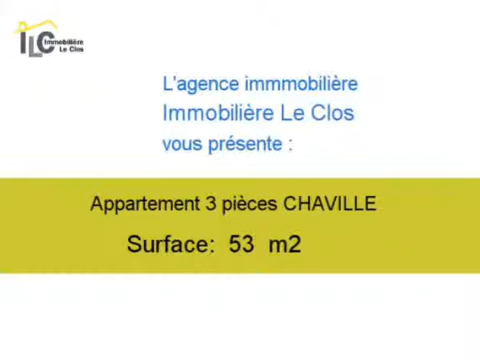 ILC Immobilière
Le Clos
L'agence immmobilière
Immobilière Le Clos
vous présente :
Appartement 3 pièces CHAVILLE
Surface: 53 m2